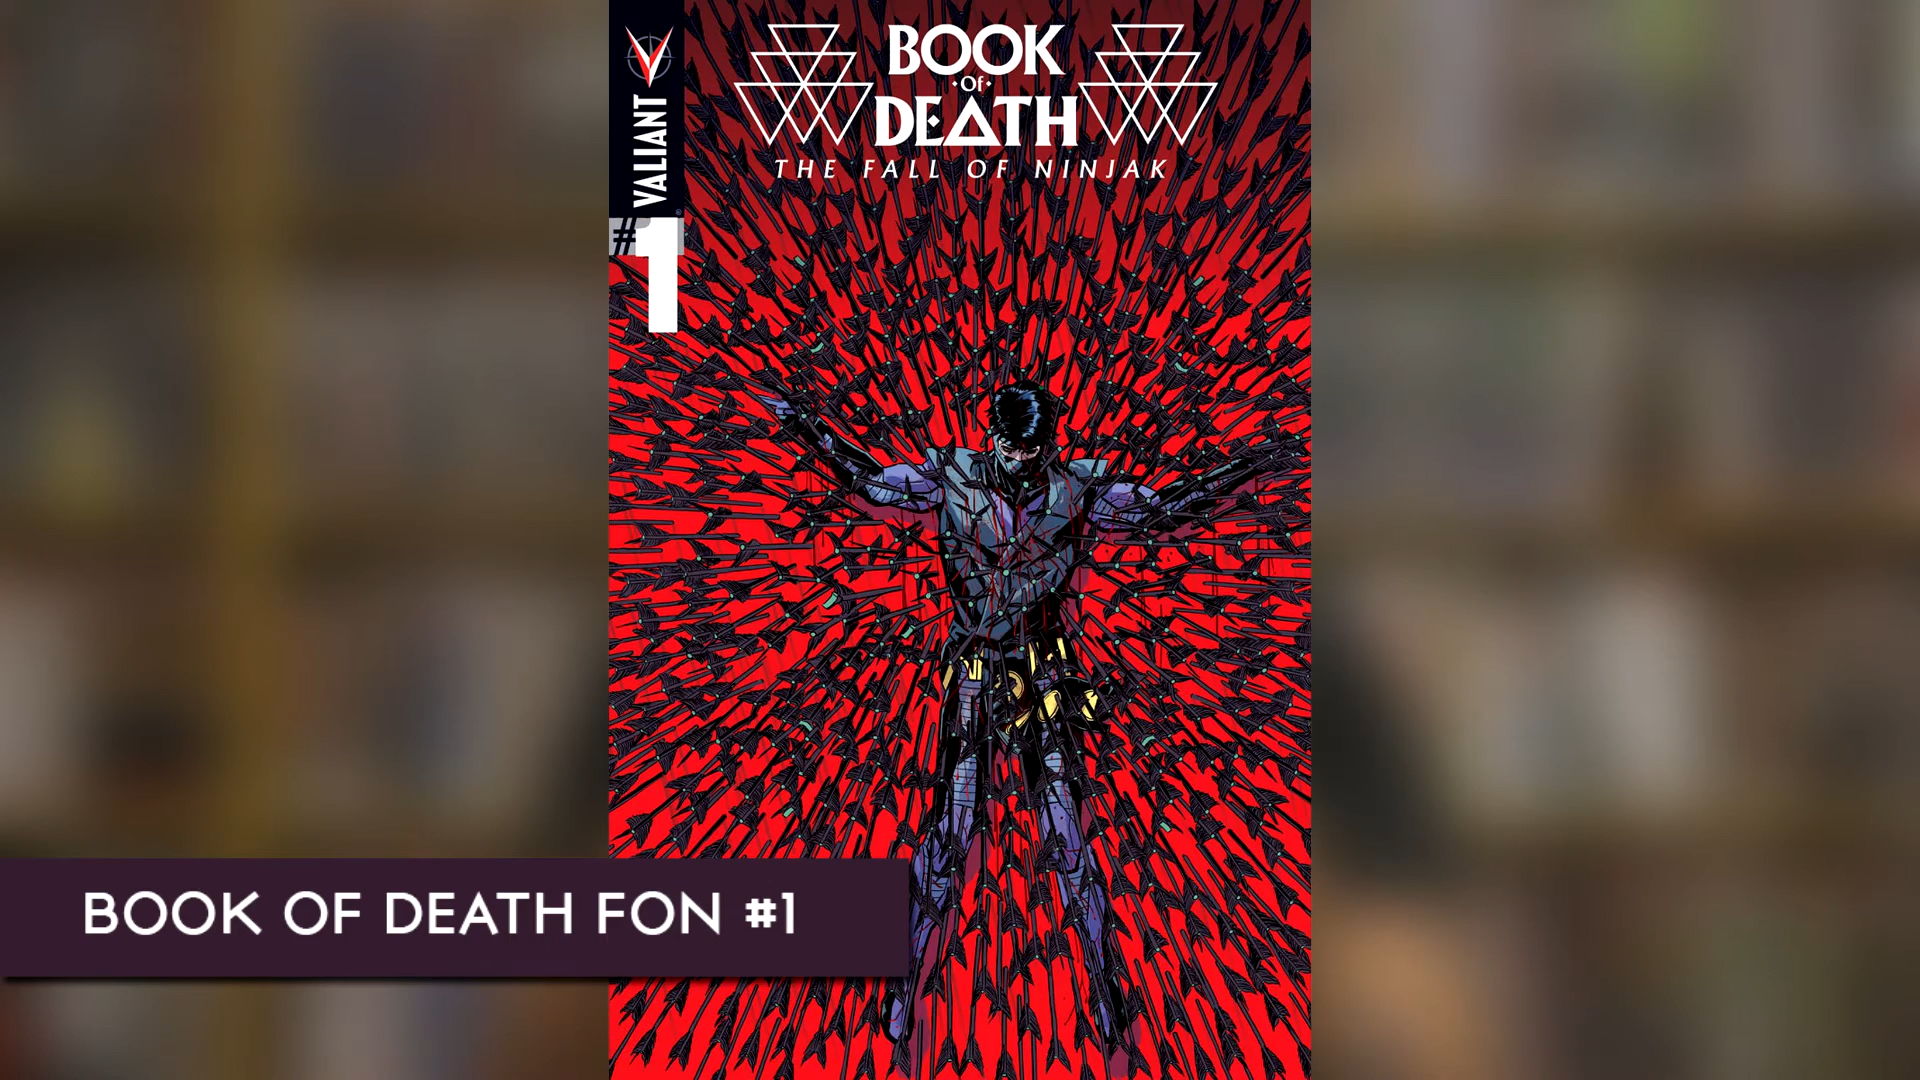 VALIANT
#1
BOOK
OF
DEATH
THE FALL OF NINJAK
BOOK OF DEATH FON #1